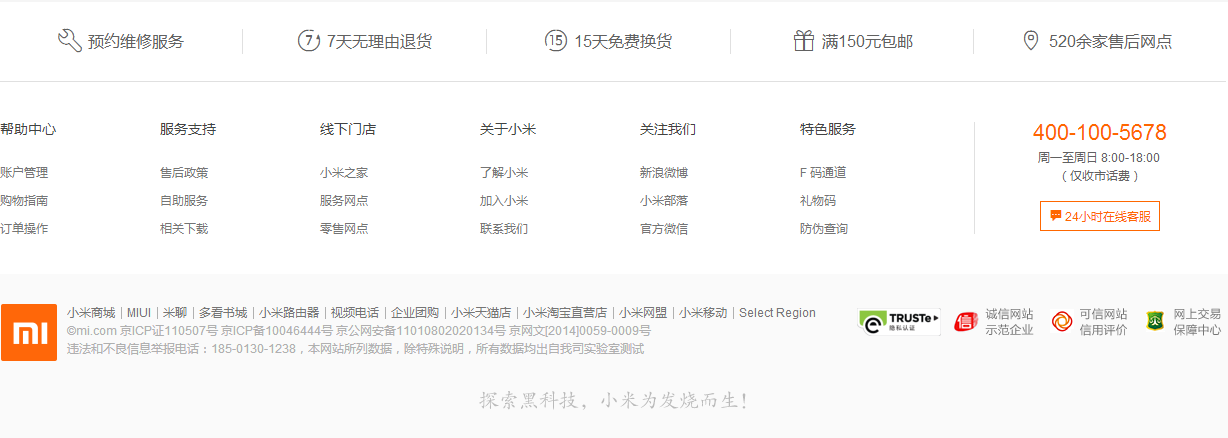 预约维修服务
7 7天无理由退货
15 15天免费换货
满150元包邮
520余家售后网点
帮助中心
账户管理
购物指南
订单操作
服务支持
售后政策
自助服务
相关下载
线下门店
小米之家
服务网点
零售网点
关于小米
了解小米
加入小米
联系我们
关注我们
新浪微博
小米部落
官方微信
特色服务
F 码通道
礼物码
防伪查询
400-100-5678
周一至周日 8:00-18:00
（仅收市话费）
24小时在线客服
mi
小米商城|MIUI|米聊|多看书城|小米路由器|视频电话|企业团购|小米天猫店|小米淘宝直营店|小米网盟|小米移动|Select Region
©mi.com 京ICP证110507号 京ICP备10046444号 京公网安备11010802020134号 京网文[2014]0059-0009号
违法和不良信息举报电话：185-0130-1238，本网站所列数据，除特殊说明，所有数据均出自我司实验室测试
TRUSTe
隐私认证
信
诚信网站
示范企业
可信网站
信用评价
网上交易
保障中心
探索黑科技，小米为发烧而生！